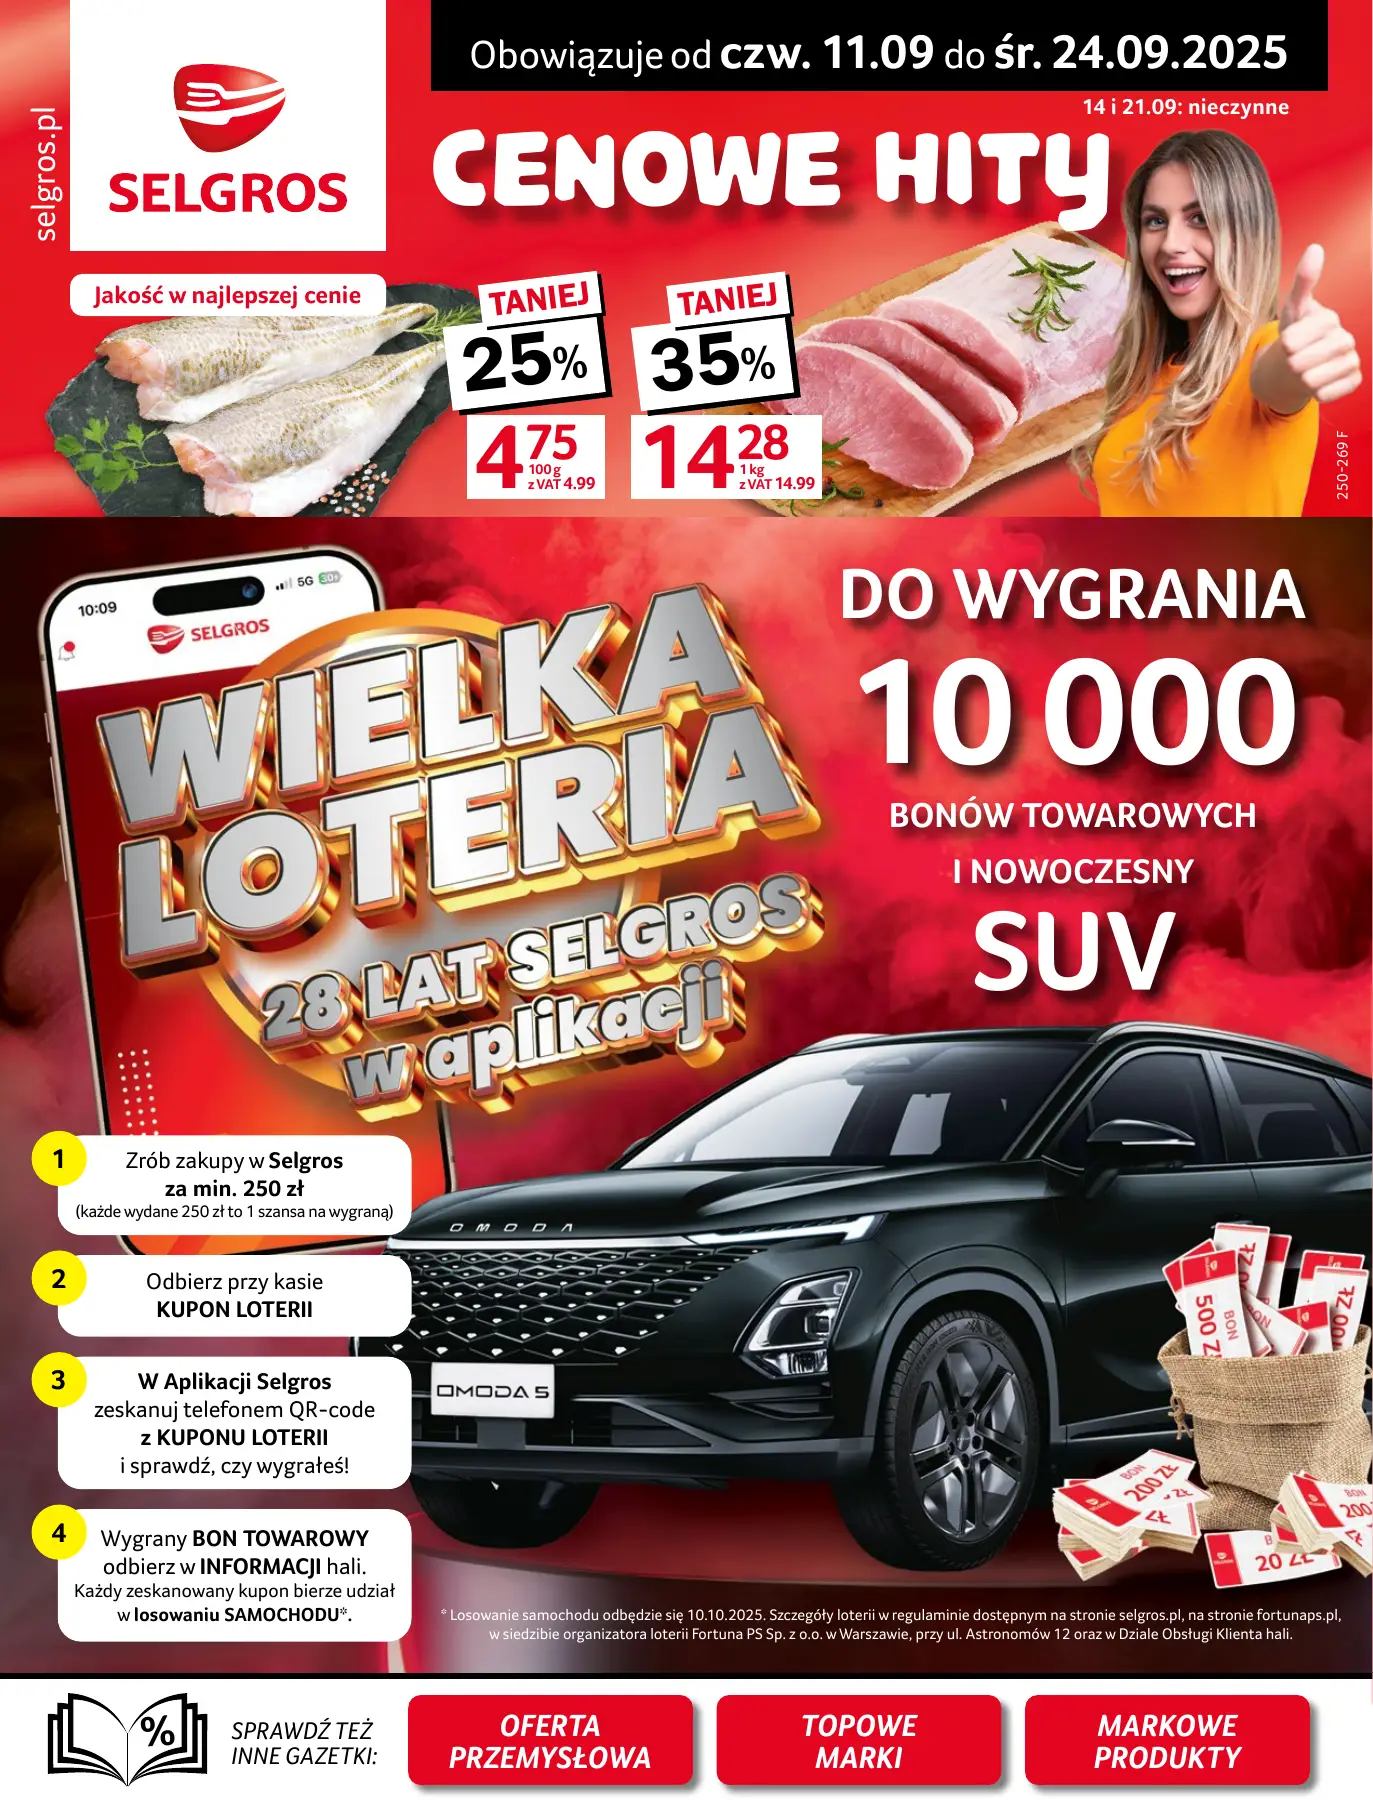 selgros.pl
SELGROS
Obowiązuje od czw. 11.09 do śr. 24.09.2025
14 i 21.09: nieczynne
CENOWE HITY
Jakość w najlepszej cenie
TANIEJ
25%
4 75
100 g
z VAT 4.99
TANIEJ
35%
14 28
1 kg
z VAT 14.99
250-269 F
10:09
5G
SELGROS
WIELKA
LOTERIA
28 LAT SELGROS
w aplikacji
DO WYGRANIA
10 000
BONÓW TOWAROWYCH
I NOWOCZESNY
SUV
1
Zrób zakupy w Selgros
za min. 250 zł
(każde wydane 250 zł to 1 szansa na wygraną)
2
Odbierz przy kasie
KUPON LOTERII
3
W Aplikacji Selgros
zeskanuj telefonem QR-code
z KUPONU LOTERII
i sprawdź, czy wygrałeś!
4
Wygrany BON TOWAROWY
odbierz w INFORMACJI hali.
Każdy zeskanowany kupon bierze udział
w losowaniu SAMOCHODU*.
OMODA
OMODA 5
BON
500 ZŁ
BON
200 ZŁ
BON
200
20 ZŁ
* Losowanie samochodu odbędzie się 10.10.2025. Szczegóły loterii w regulaminie dostępnym na stronie selgros.pl, na stronie fortunaps.pl,
w siedzibie organizatora loterii Fortuna PS Sp. z o.o. w Warszawie, przy ul. Astronomów 12 oraz w Dziale Obsługi Klienta hali.
%
SPRAWDŹ TEŻ
INNE GAZETKI:
OFERTA
PRZEMYSŁOWA
TOPOWE
MARKI
MARKOWE
PRODUKTY